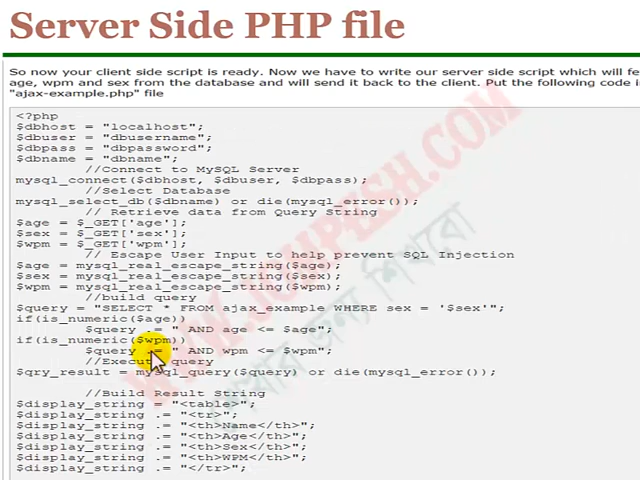 Server Side PHP file
So now your client side script is ready. Now we have to write our server side script which will fe
age, wpm and sex from the database and will send it back to the client. Put the following code in
"ajax-example.php" file
<?php
$dbhost = "localhost";
$dbuser = "dbusername";
$dbpass = "dbpassword";
$dbname = "dbname";
//Connect to MySQL Server
mysql_connect($dbhost, $dbuser, $dbpass);
//Select Database
mysql_select_db($dbname) or die(mysql_error());
// Retrieve data from Query String
$age = $_GET['age'];
$sex = $_GET['sex'];
$wpm = $_GET['wpm'];
// Escape User Input to help prevent SQL Injection
$age = mysql_real_escape_string($age);
$sex = mysql_real_escape_string($sex);
$wpm = mysql_real_escape_string($wpm);
//build query
$query = "SELECT * FROM ajax_example WHERE sex = '$sex'";
if(is_numeric($age))
$query .= " AND age <= $age";
if(is_numeric($wpm))
$query .= " AND wpm <= $wpm";
//Execute query
$qry_result = mysql_query($query) or die(mysql_error());
//Build Result String
$display_string = "<table>";
$display_string .= "<tr>";
$display_string .= "<th>Name</th>";
$display_string .= "<th>Age</th>";
$display_string .= "<th>Sex</th>";
$display_string .= "<th>WPM</th>";
$display_string .= "</tr>";